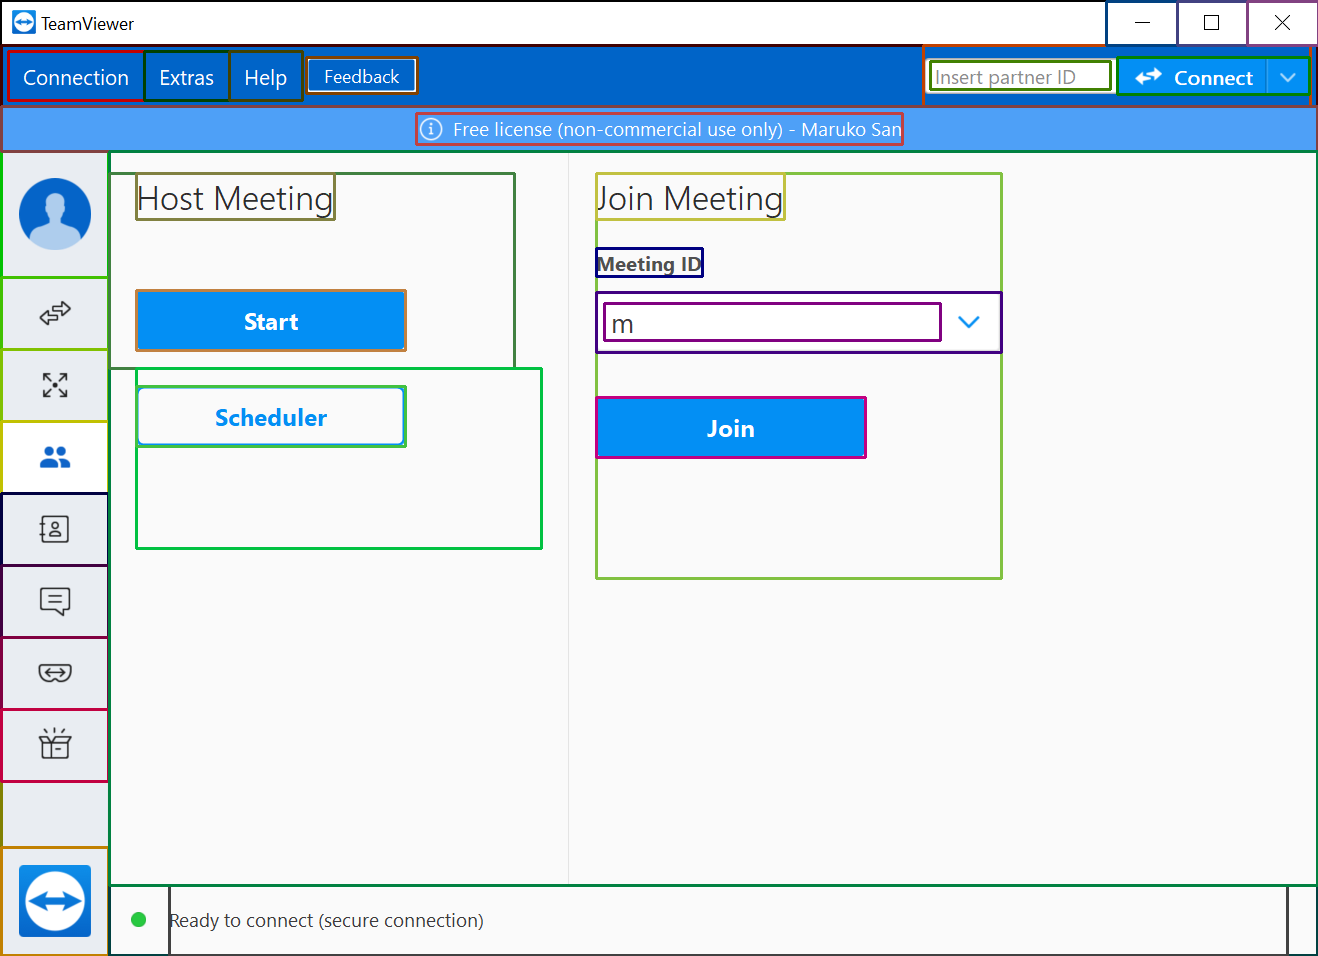 TeamViewer
Connection Extras Help Feedback Insert partner ID Connect
Free license (non-commercial use only) - Maruko San
Host Meeting
Start
Scheduler
Join Meeting
Meeting ID
m
Join
Ready to connect (secure connection)